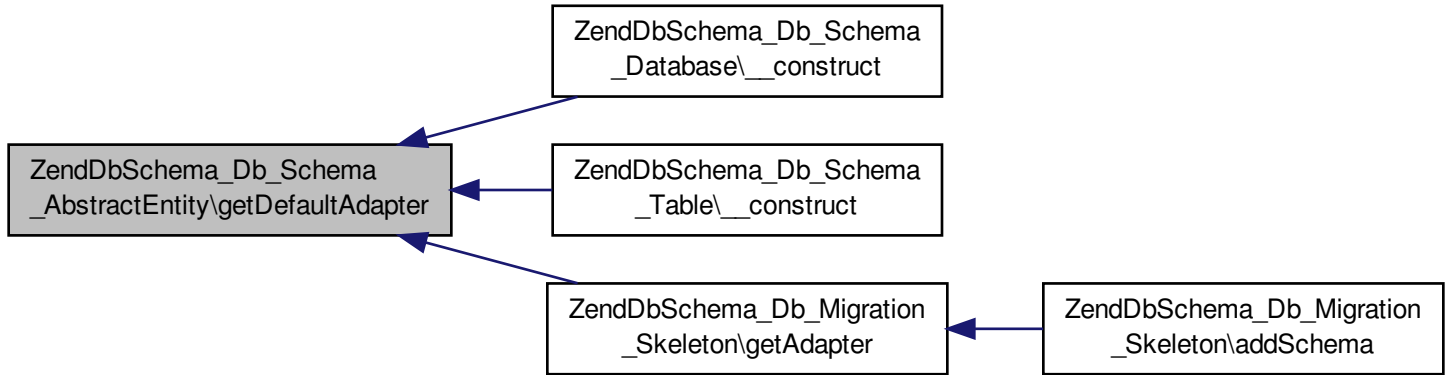 ZendDbSchema_Db_Schema
_Database\__construct
ZendDbSchema_Db_Schema
_AbstractEntity\getDefaultAdapter
ZendDbSchema_Db_Schema
_Table\__construct
ZendDbSchema_Db_Migration
_Skeleton\getAdapter
ZendDbSchema_Db_Migration
_Skeleton\addSchema